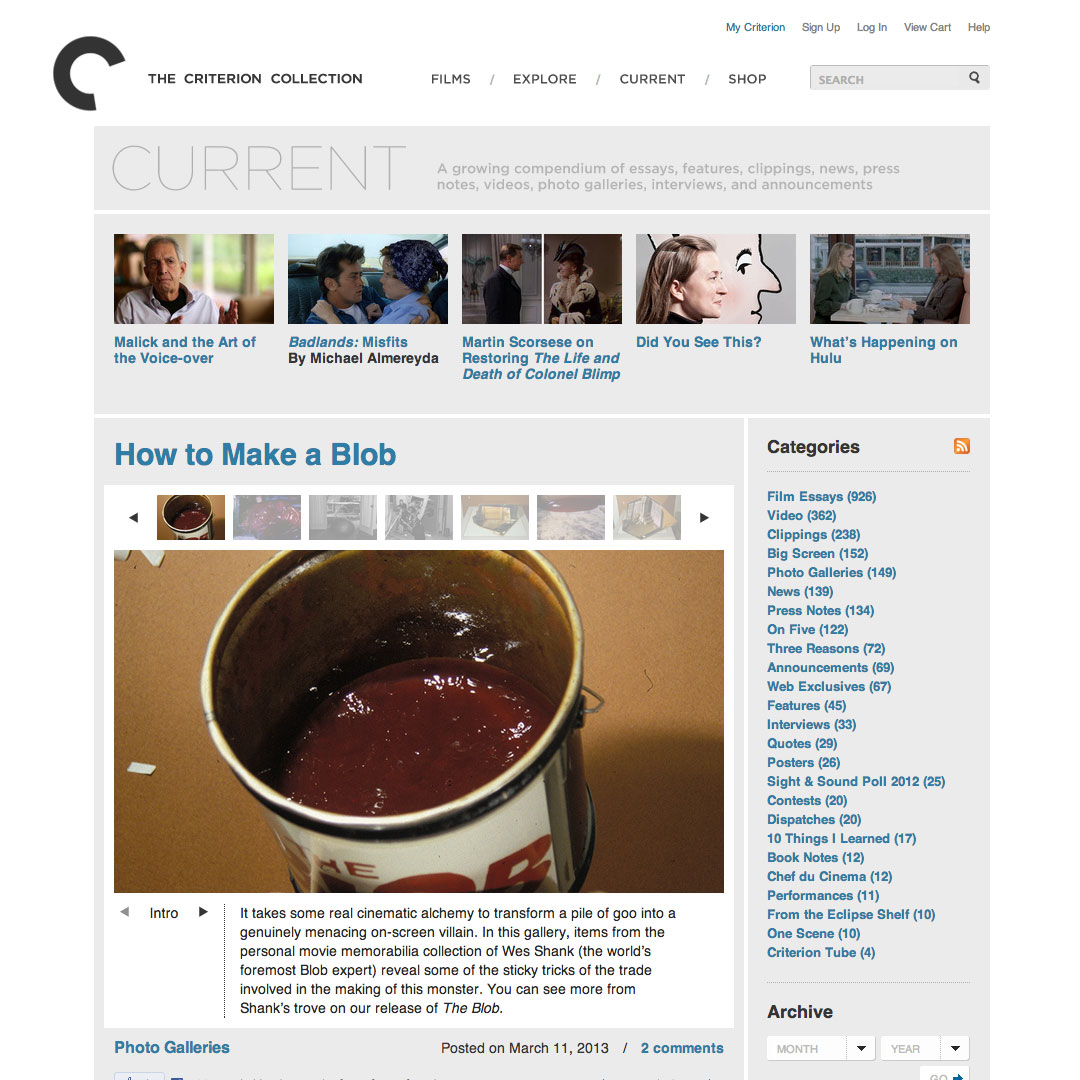 My Criterion Sign Up Log In View Cart Help
THE CRITERION COLLECTION
FILMS / EXPLORE / CURRENT / SHOP
SEARCH
CURRENT
A growing compendium of essays, features, clippings, news, press
notes, videos, photo galleries, interviews, and announcements
Malick and the Art of
the Voice-over
Badlands: Misfits
By Michael Almereyda
Martin Scorsese on
Restoring The Life and
Death of Colonel Blimp
Did You See This?
What's Happening on
Hulu
How to Make a Blob
THE
Intro
It takes some real cinematic alchemy to transform a pile of goo into a
genuinely menacing on-screen villain. In this gallery, items from the
personal movie memorabilia collection of Wes Shank (the world's
foremost Blob expert) reveal some of the sticky tricks of the trade
involved in the making of this monster. You can see more from
Shank's trove on our release of The Blob.
Photo Galleries
Posted on March 11, 2013 / 2 comments
Categories
Film Essays (926)
Video (362)
Clippings (238)
Big Screen (152)
Photo Galleries (149)
News (139)
Press Notes (134)
On Five (122)
Three Reasons (72)
Announcements (69)
Web Exclusives (67)
Features (45)
Interviews (33)
Quotes (29)
Posters (26)
Sight & Sound Poll 2012 (25)
Contests (20)
Dispatches (20)
10 Things I Learned (17)
Book Notes (12)
Chef du Cinema (12)
Performances (11)
From the Eclipse Shelf (10)
One Scene (10)
Criterion Tube (4)
Archive
MONTH
YEAR
GO